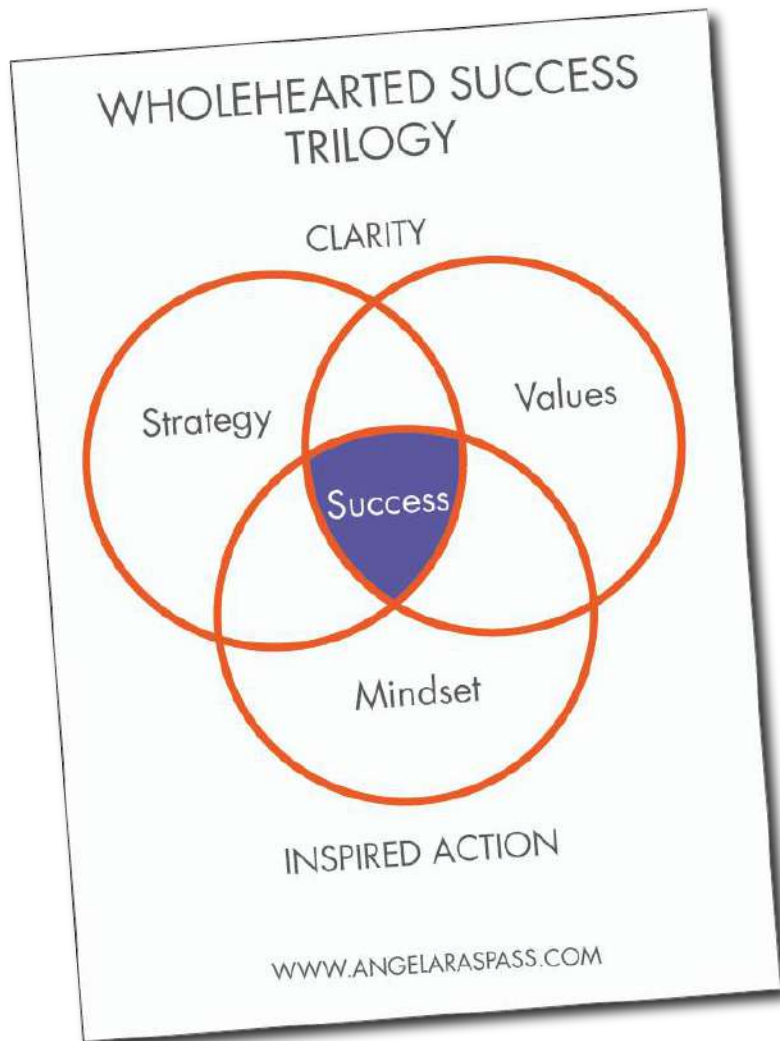 WHOLEHEARTED SUCCESS
TRILOGY
CLARITY
Strategy
Values
Success
Mindset
INSPIRED ACTION
WWW.ANGELARASPASS.COM